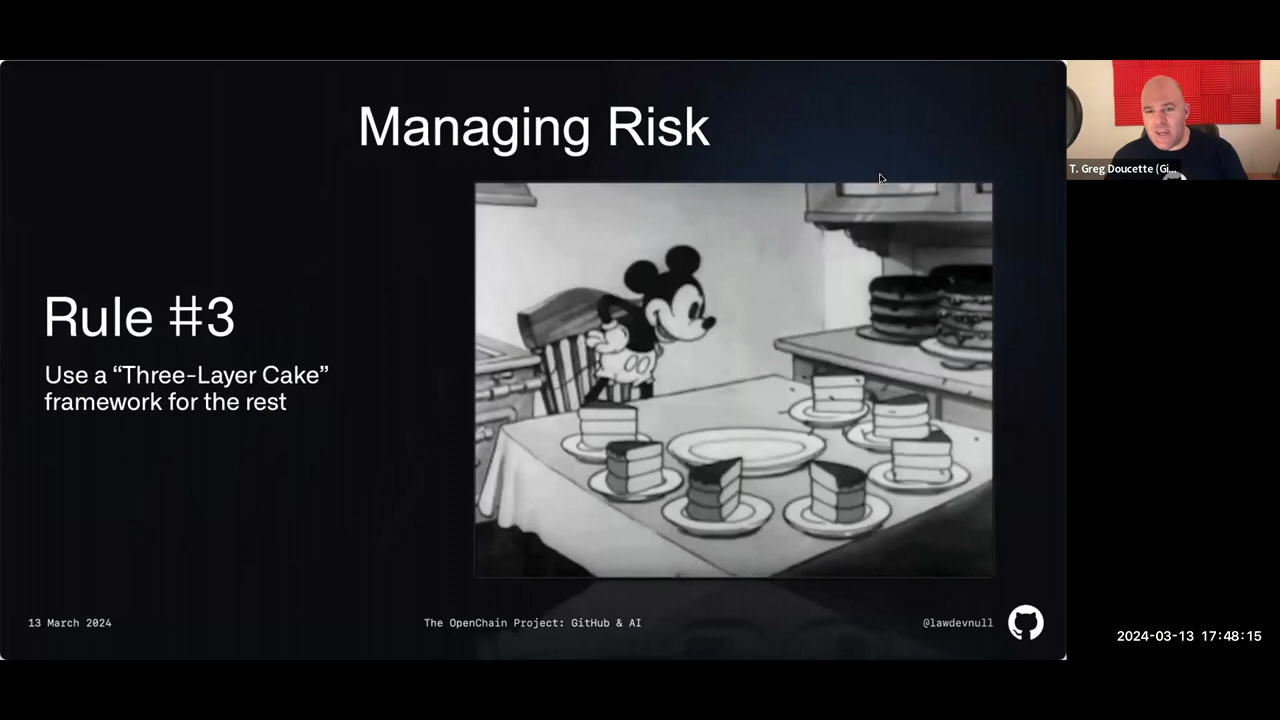 Managing Risk
Rule #3
Use a “Three-Layer Cake”
framework for the rest
13 March 2024
The OpenChain Project: GitHub & AI
@lawdevnull
T. Greg Doucette (Gi...
2024-03-13 17:48:15